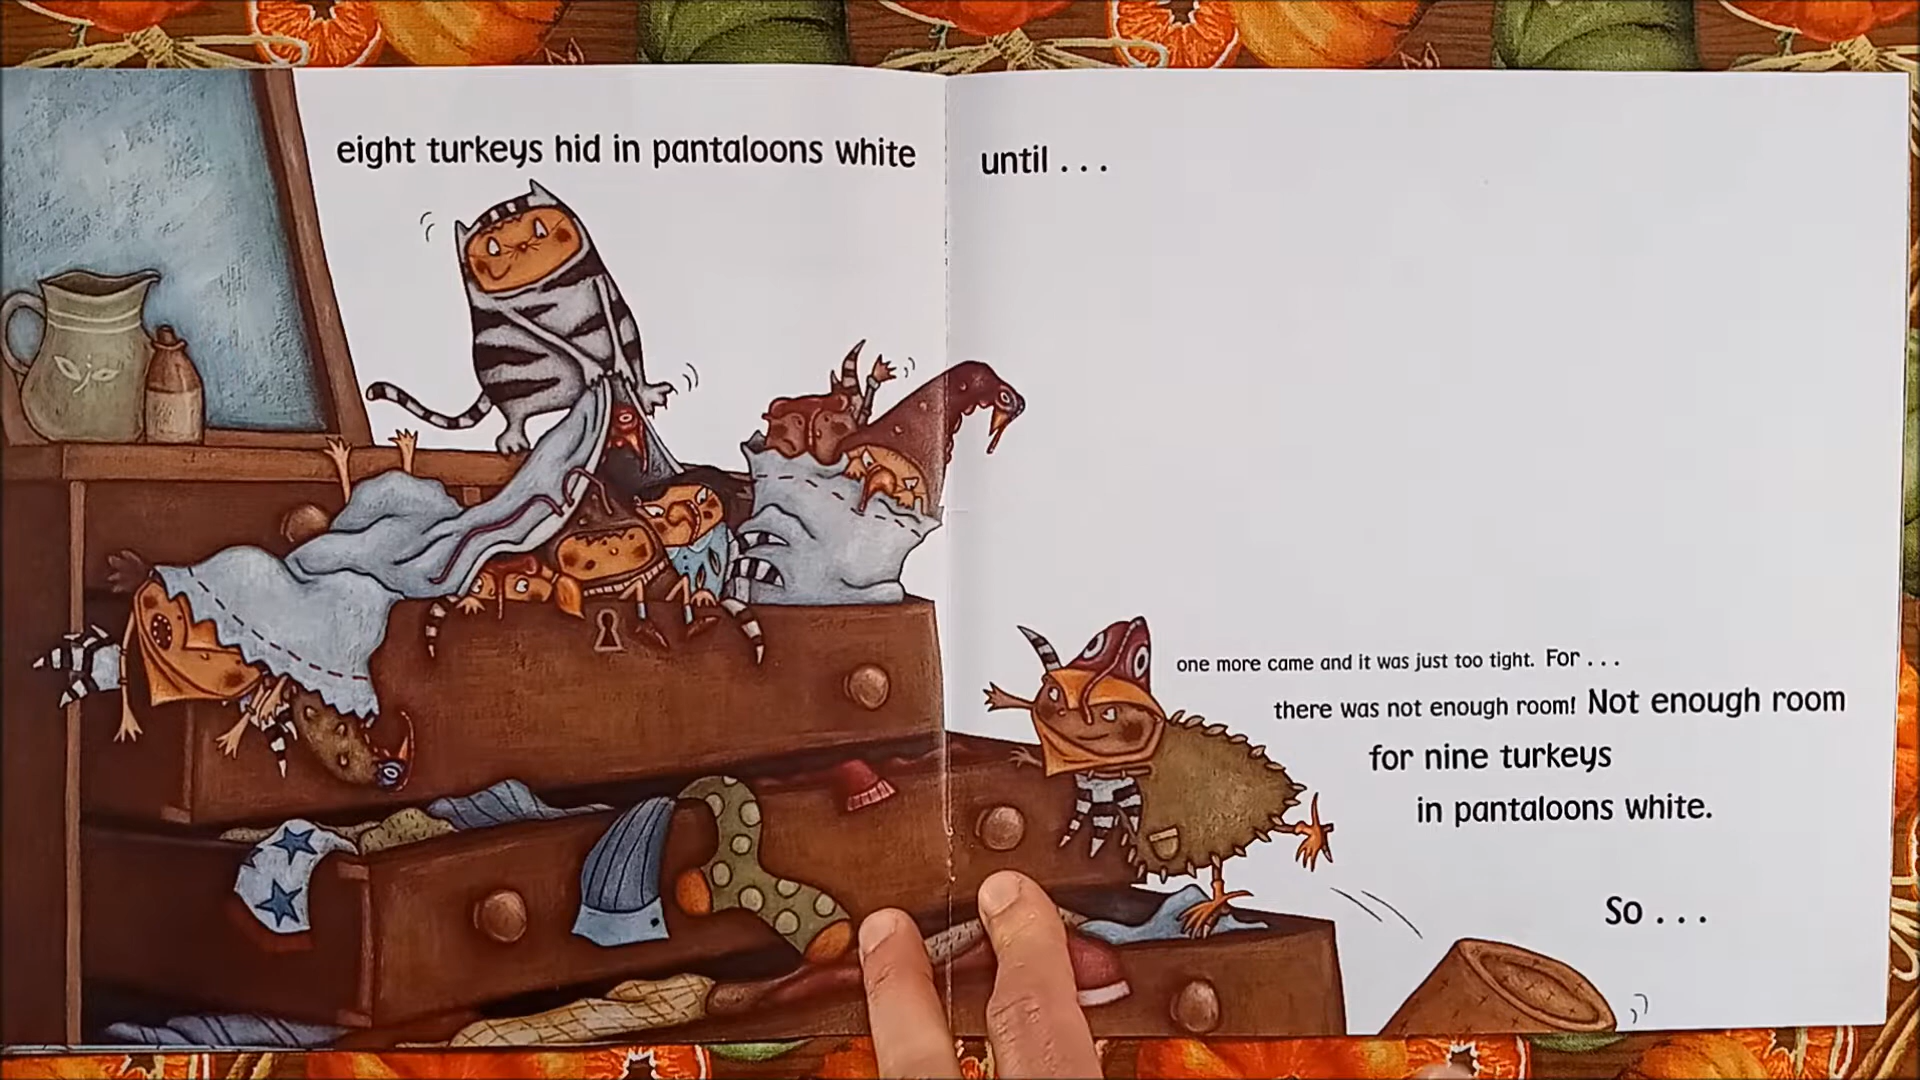 eight turkeys hid in pantaloons white
until . . .
one more came and it was just too tight. For . . .
there was not enough room! Not enough room
for nine turkeys
in pantaloons white.
So . . .